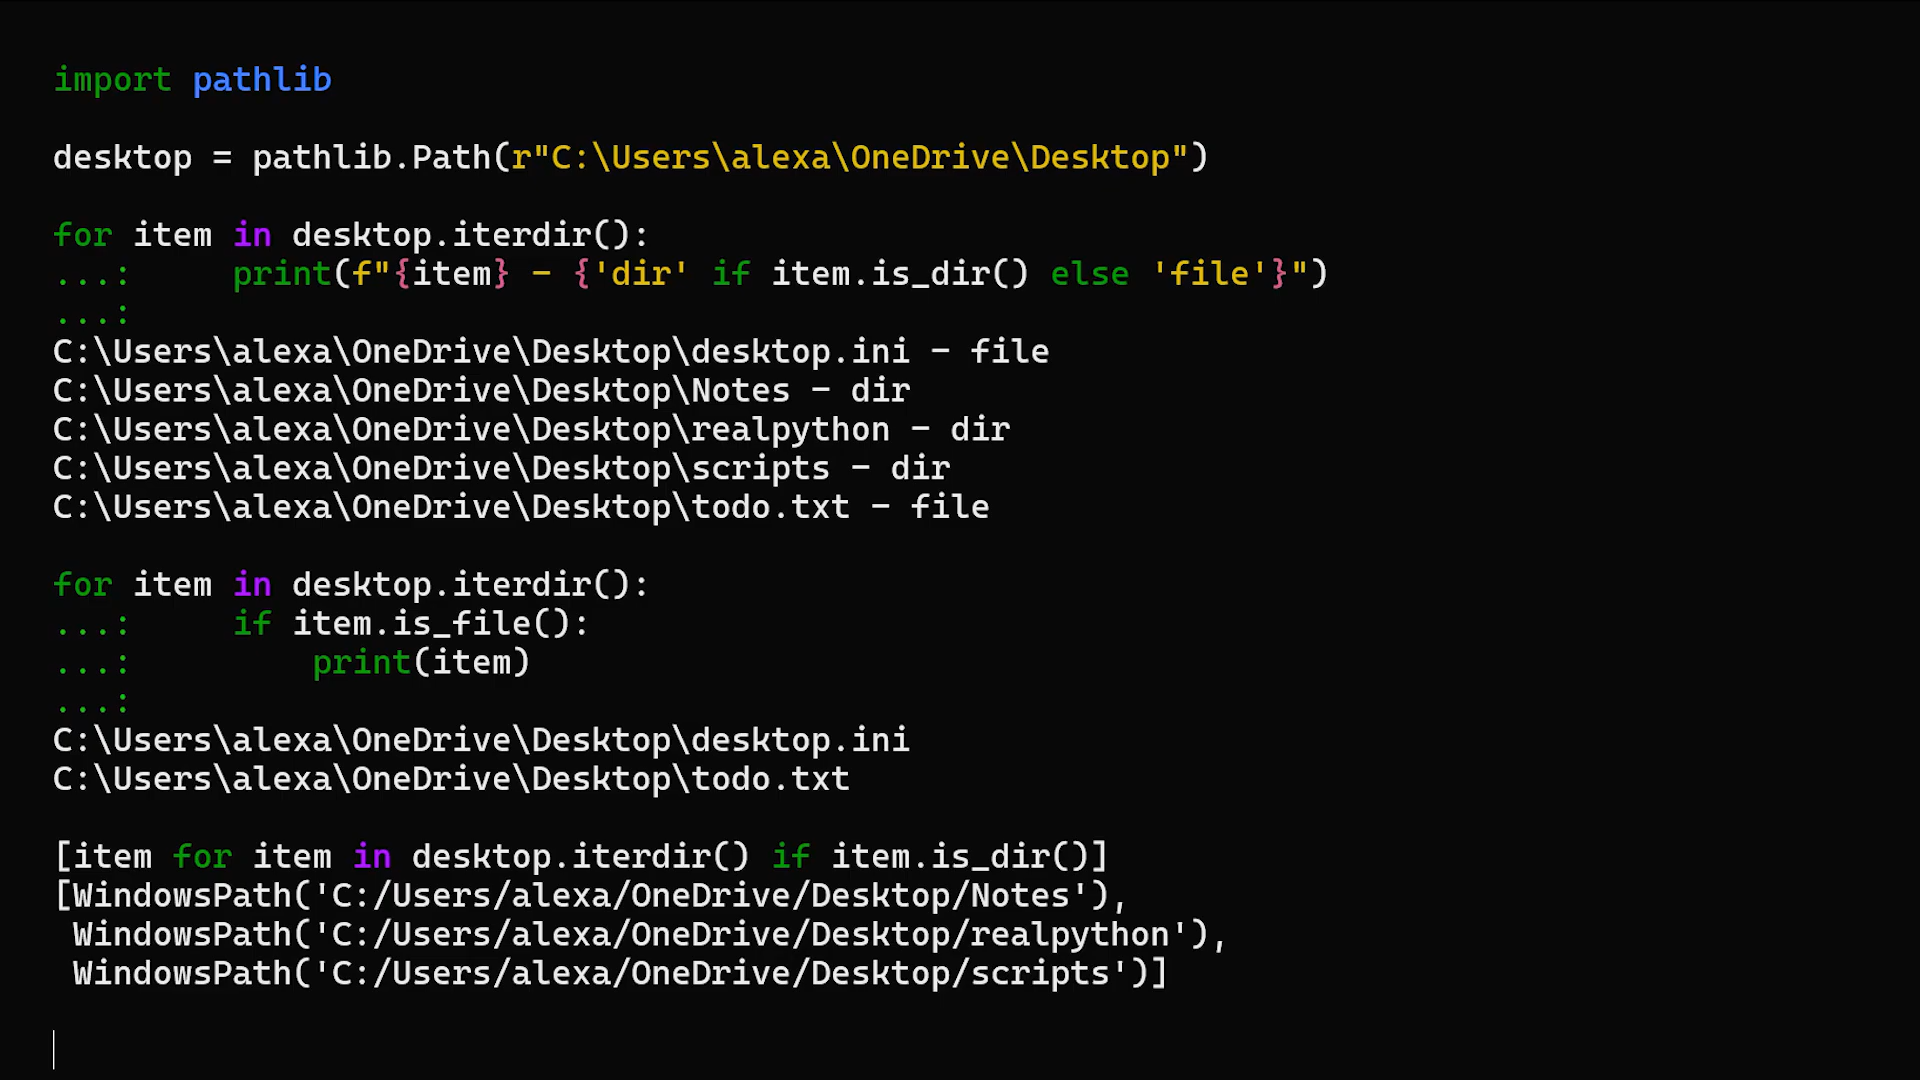 import pathlib
desktop = pathlib.Path(r"C:\Users\alexa\OneDrive\Desktop")
for item in desktop.iterdir():
...:     print(f"{item} - {'dir' if item.is_dir() else 'file'}")
...:
C:\Users\alexa\OneDrive\Desktop\desktop.ini - file
C:\Users\alexa\OneDrive\Desktop\Notes - dir
C:\Users\alexa\OneDrive\Desktop\realpython - dir
C:\Users\alexa\OneDrive\Desktop\scripts - dir
C:\Users\alexa\OneDrive\Desktop\todo.txt - file
for item in desktop.iterdir():
...:     if item.is_file():
...:         print(item)
...:
C:\Users\alexa\OneDrive\Desktop\desktop.ini
C:\Users\alexa\OneDrive\Desktop\todo.txt
[item for item in desktop.iterdir() if item.is_dir()]
[WindowsPath('C:/Users/alexa/OneDrive/Desktop/Notes'),
 WindowsPath('C:/Users/alexa/OneDrive/Desktop/realpython'),
 WindowsPath('C:/Users/alexa/OneDrive/Desktop/scripts')]